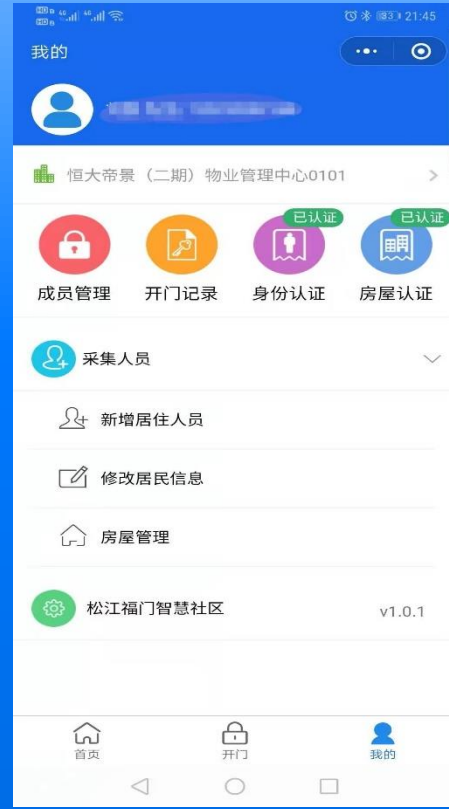 21:45
我的
恒大帝景（二期）物业管理中心0101
已认证
已认证
成员管理
开门记录
身份认证
房屋认证
采集人员
新增居住人员
修改居民信息
房屋管理
松江福门智慧社区
v1.0.1
首页
开门
我的